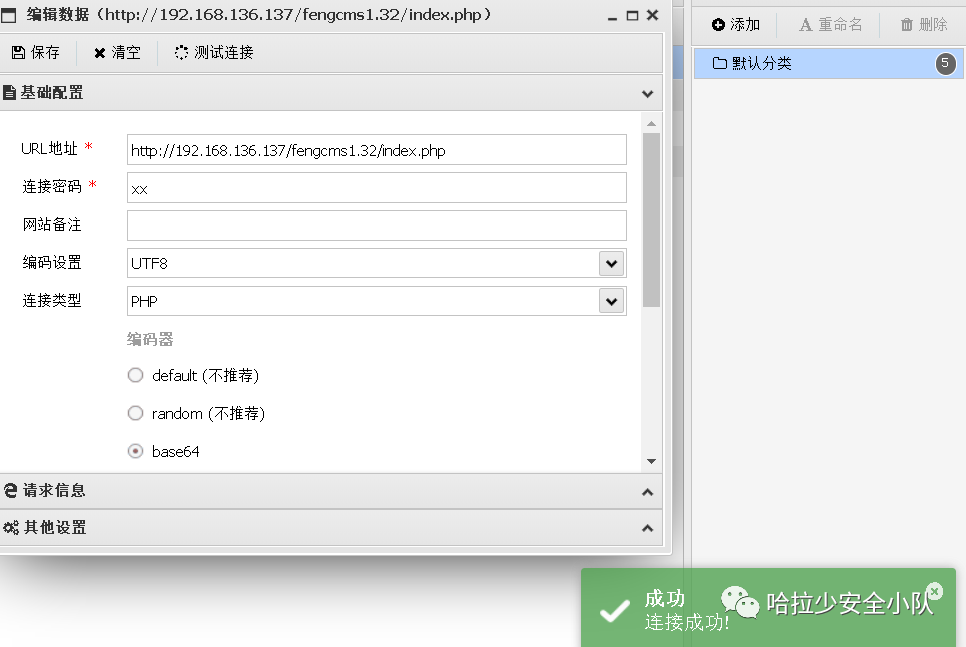 编辑数据（http://192.168.136.137/fengcms1.32/index.php）
保存 清空 测试连接
基础配置
URL地址 * http://192.168.136.137/fengcms1.32/index.php
连接密码 * xx
网站备注
编码设置 UTF8
连接类型 PHP
编码器
default (不推荐)
random (不推荐)
base64
请求信息
其他设置
添加 重命名 删除
默认分类 5
成功
连接成功!
哈拉少安全小队